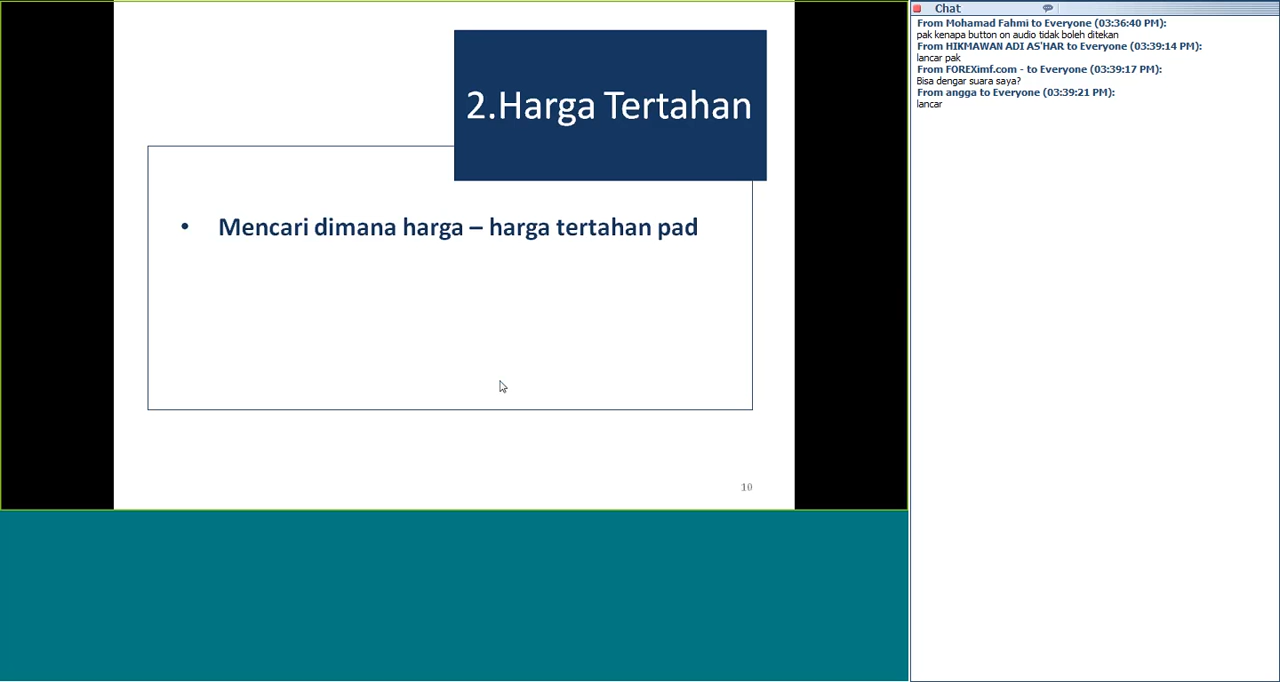 2.Harga Tertahan
• Mencari dimana harga – harga tertahan pad
10
Chat
From Mohamad Fahmi to Everyone (03:36:40 PM):
pak kenapa button on audio tidak boleh ditekan
From HIKMAWAN ADI AS'HAR to Everyone (03:39:14 PM):
lancar pak
From FOREXimf.com - to Everyone (03:39:17 PM):
Bisa dengar suara saya?
From angga to Everyone (03:39:21 PM):
lancar